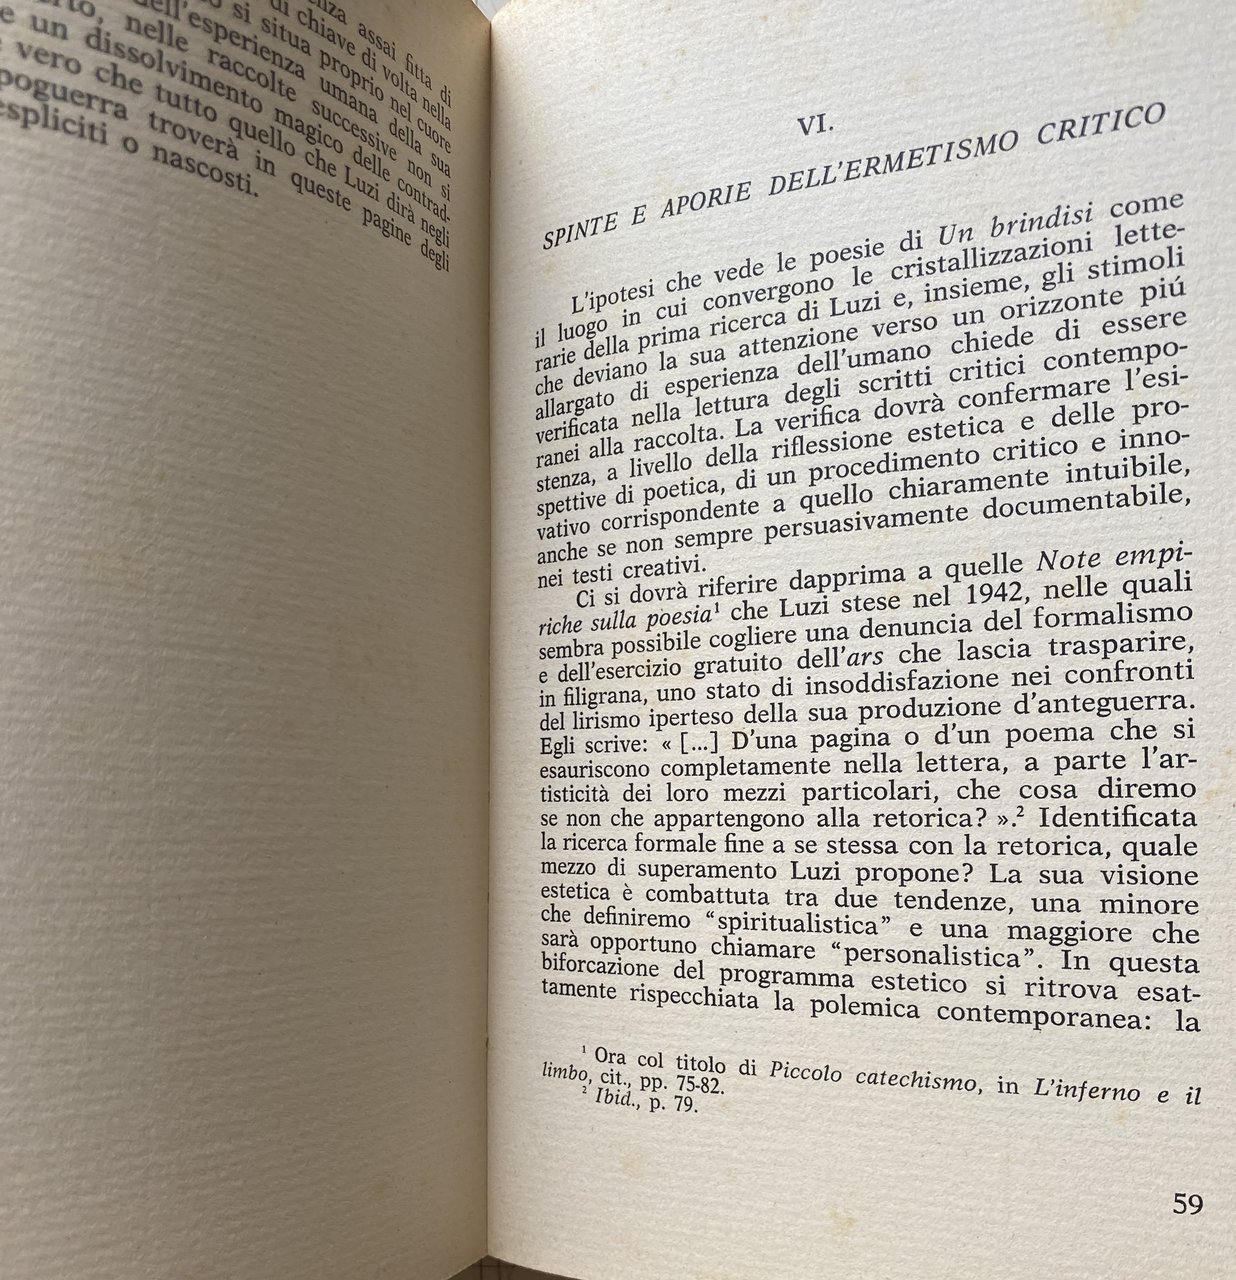 assai fitta di
di chiave di volta nella
si situa proprio nel cuore
dell'esperienza umana della sua
nelle raccolte successive non si
e un dissolvimento magico delle contrad-
vero che tutto quello che Luzi dirà negli
poguerra troverà in queste pagine degli
espliciti o nascosti.
VI.
SPINTE E APORIE DELL'ERMETISMO CRITICO
L'ipotesi che vede le poesie di Un brindisi come
il luogo in cui convergono le cristallizzazioni lette-
rarie della prima ricerca di Luzi e, insieme, gli stimoli
che deviano la sua attenzione verso un orizzonte piú
allargato di esperienza dell'umano chiede di essere
verificata nella lettura degli scritti critici contempo-
ranei alla raccolta. La verifica dovrà confermare l'esi-
stenza, a livello della riflessione estetica e delle pro-
spettive di poetica, di un procedimento critico e inno-
vativo corrispondente a quello chiaramente intuibile,
anche se non sempre persuasivamente documentabile,
nei testi creativi.
Ci si dovrà riferire dapprima a quelle Note empi-
riche sulla poesia¹ che Luzi stese nel 1942, nelle quali
sembra possibile cogliere una denuncia del formalismo
e dell'esercizio gratuito dell'ars che lascia trasparire,
in filigrana, uno stato di insoddisfazione nei confronti
del lirismo iperteso della sua produzione d'anteguerra.
Egli scrive: « [...] D'una pagina o d'un poema che si
esauriscono completamente nella lettera, a parte l'ar-
tisticità dei loro mezzi particolari, che cosa diremo
se non che appartengono alla retorica? ».² Identificata
la ricerca formale fine a se stessa con la retorica, quale
mezzo di superamento Luzi propone? La sua visione
estetica è combattuta tra due tendenze, una minore
che definiremo “spiritualistica” e una maggiore che
sarà opportuno chiamare “personalistica”. In questa
biforcazione del programma estetico si ritrova esat-
tamente rispecchiata la polemica contemporanea: la
¹ Ora col titolo di Piccolo catechismo, in L'inferno e il
limbo, cit., pp. 75-82.
² Ibid., p. 79.
59